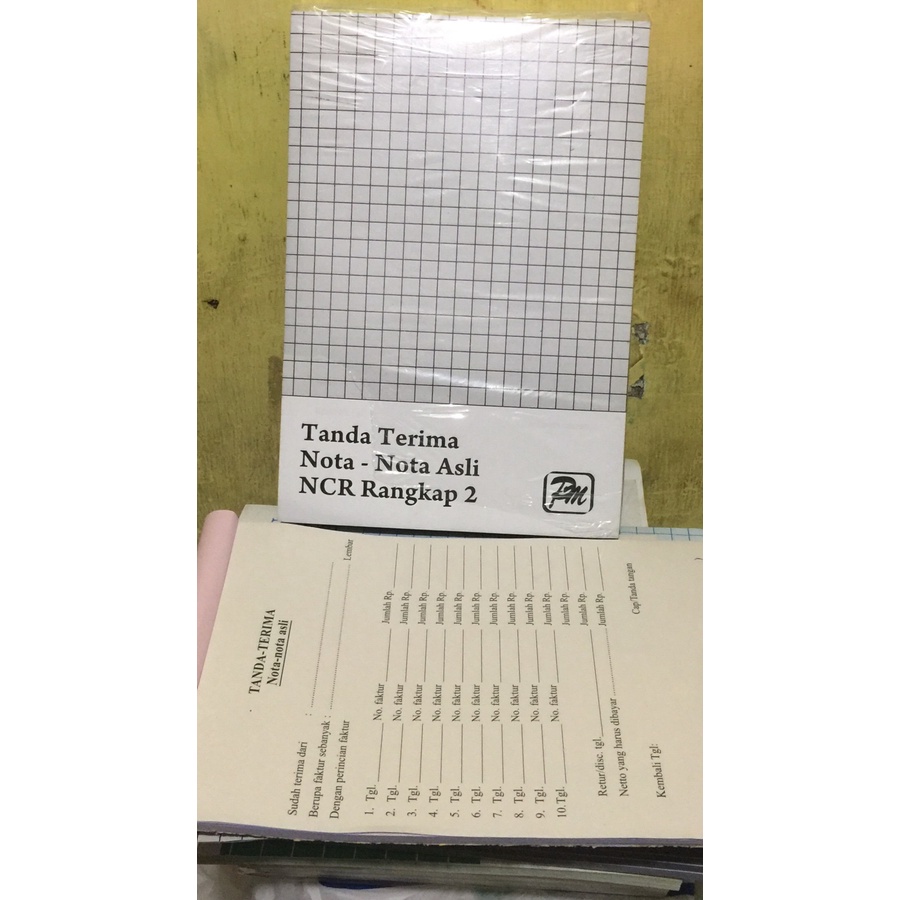 Tanda Terima
Nota - Nota Asli
NCR Rangkap 2
TANDA-TERIMA
Nota-nota asli
Sudah terima dari :
Berupa faktur sebanyak : Lembar
Dengan perincian faktur
1. Tgl. No. faktur Jumlah Rp.
2. Tgl. No. faktur Jumlah Rp.
3. Tgl. No. faktur Jumlah Rp.
4. Tgl. No. faktur Jumlah Rp.
5. Tgl. No. faktur Jumlah Rp.
6. Tgl. No. faktur Jumlah Rp.
7. Tgl. No. faktur Jumlah Rp.
8. Tgl. No. faktur Jumlah Rp.
9. Tgl. No. faktur Jumlah Rp.
10. Tgl. No. faktur Jumlah Rp.
Jumlah Rp.
Retur/disc. tgl. Jumlah Rp.
Netto yang harus dibayar
Cap/Tanda tangan
Kembali Tgl: